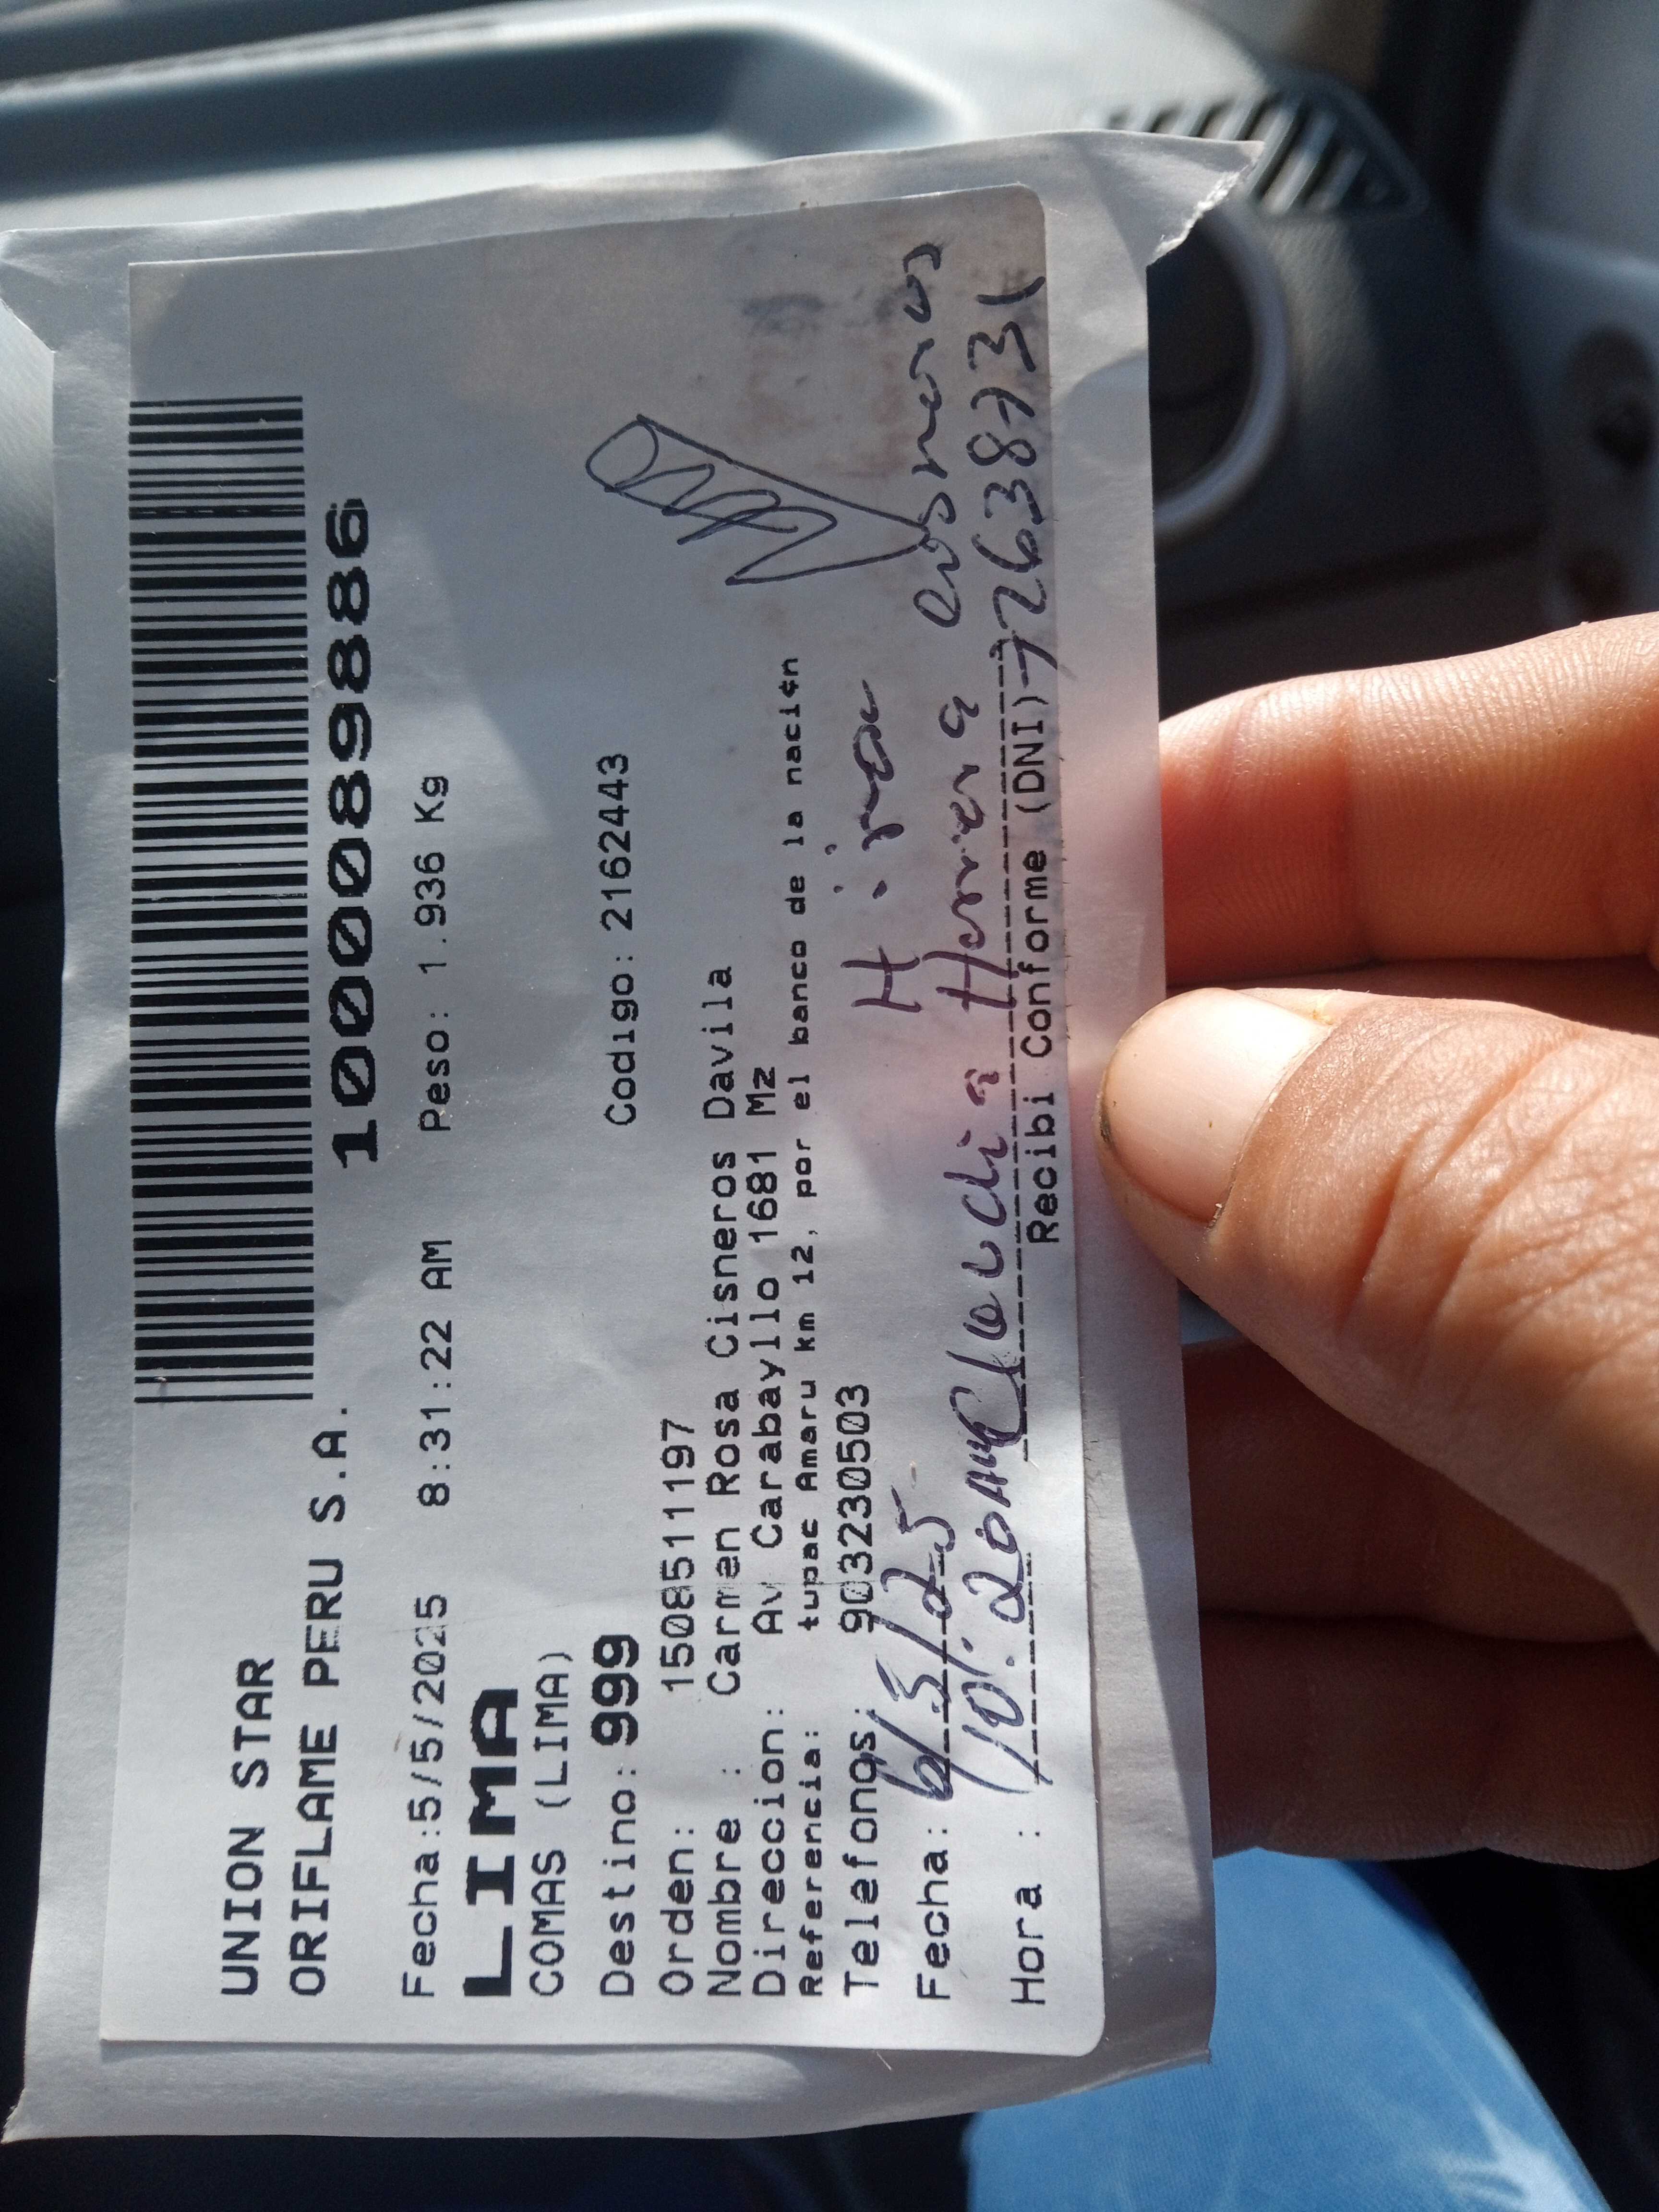 UNION STAR
ORIFLAME PERU S.A.
100089886
Fecha:5/5/2025 8:31:22 AM Peso: 1.936 Kg
LIMA
COMAS (LIMA)
Destino: 999 Codigo: 2162443
Orden: 1508511197
Nombre : Carmen Rosa Cisneros Davila
Direccion: Av Carabayllo 1681 Mz
Referencia: tupac Amaru km 12, por el banco de la naci¢n
Telefonos: 903230503
Hira
Fecha: 6/5/25
Claudia Herrera cisneros
Hora : 10:20AM
Recibi Conforme (DNI) 72638731